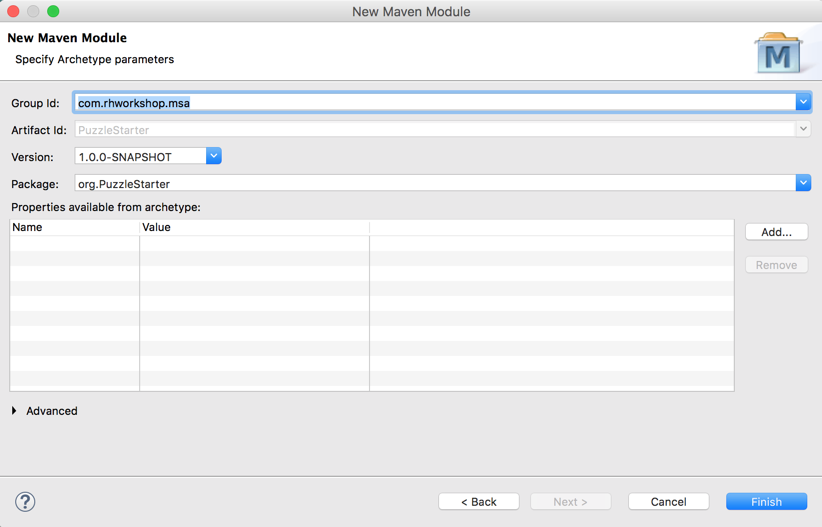 New Maven Module
New Maven Module
Specify Archetype parameters
M
Group Id: com.rhworkshop.msa
Artifact Id: PuzzleStarter
Version: 1.0.0-SNAPSHOT
Package: org.PuzzleStarter
Properties available from archetype:
Name Value
Add...
Remove
Advanced
? < Back Next > Cancel Finish